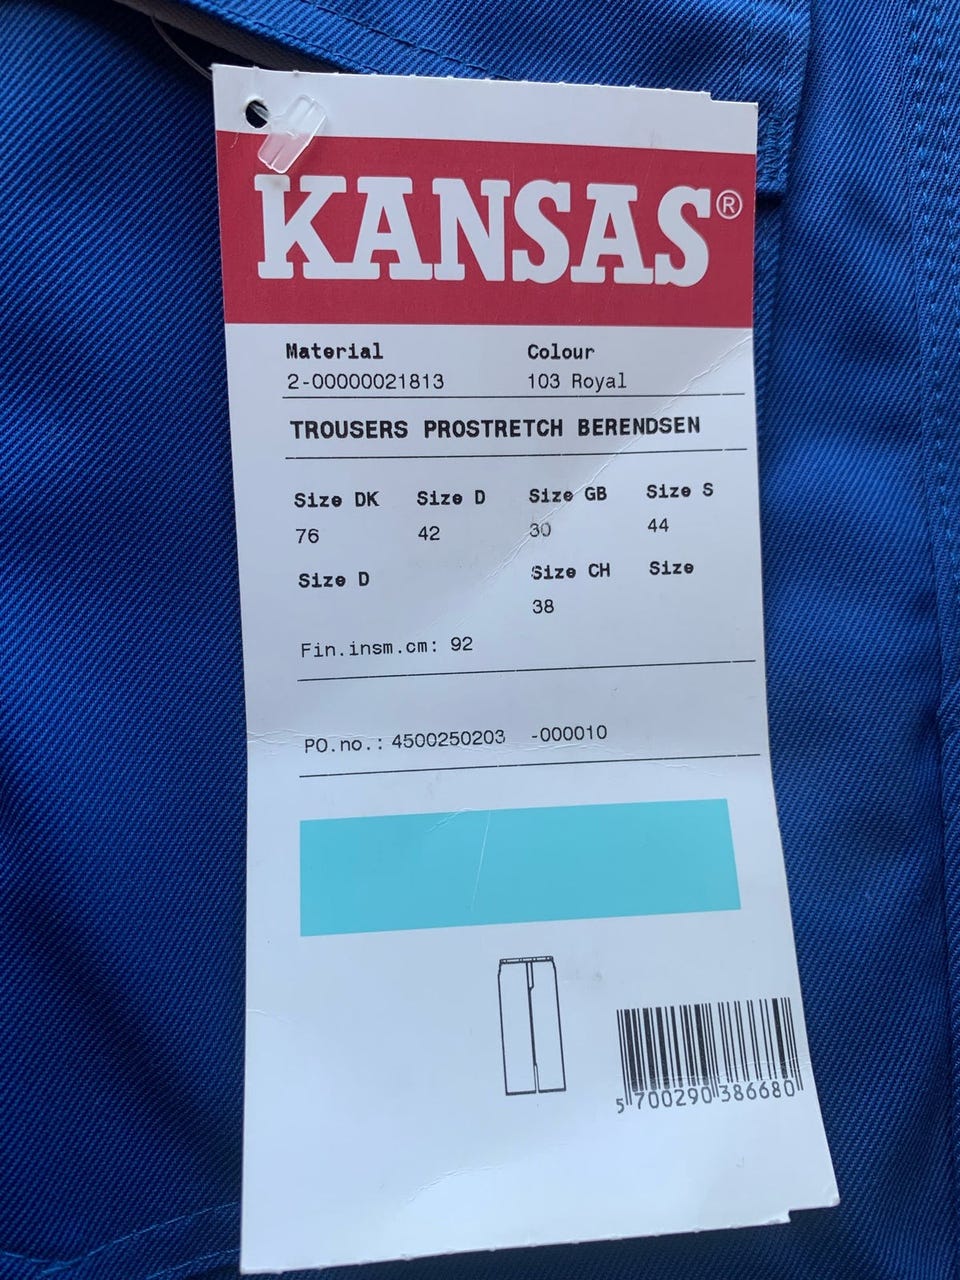 KANSAS®
Material Colour
2-00000021813 103 Royal
TROUSERS PROSTRETCH BERENDSEN
Size DK Size D Size GB Size S
76 42 30 44
Size D Size CH Size
38
Fin.insm.cm: 92
PO.no.: 4500250203 -000010
5 700290 386680